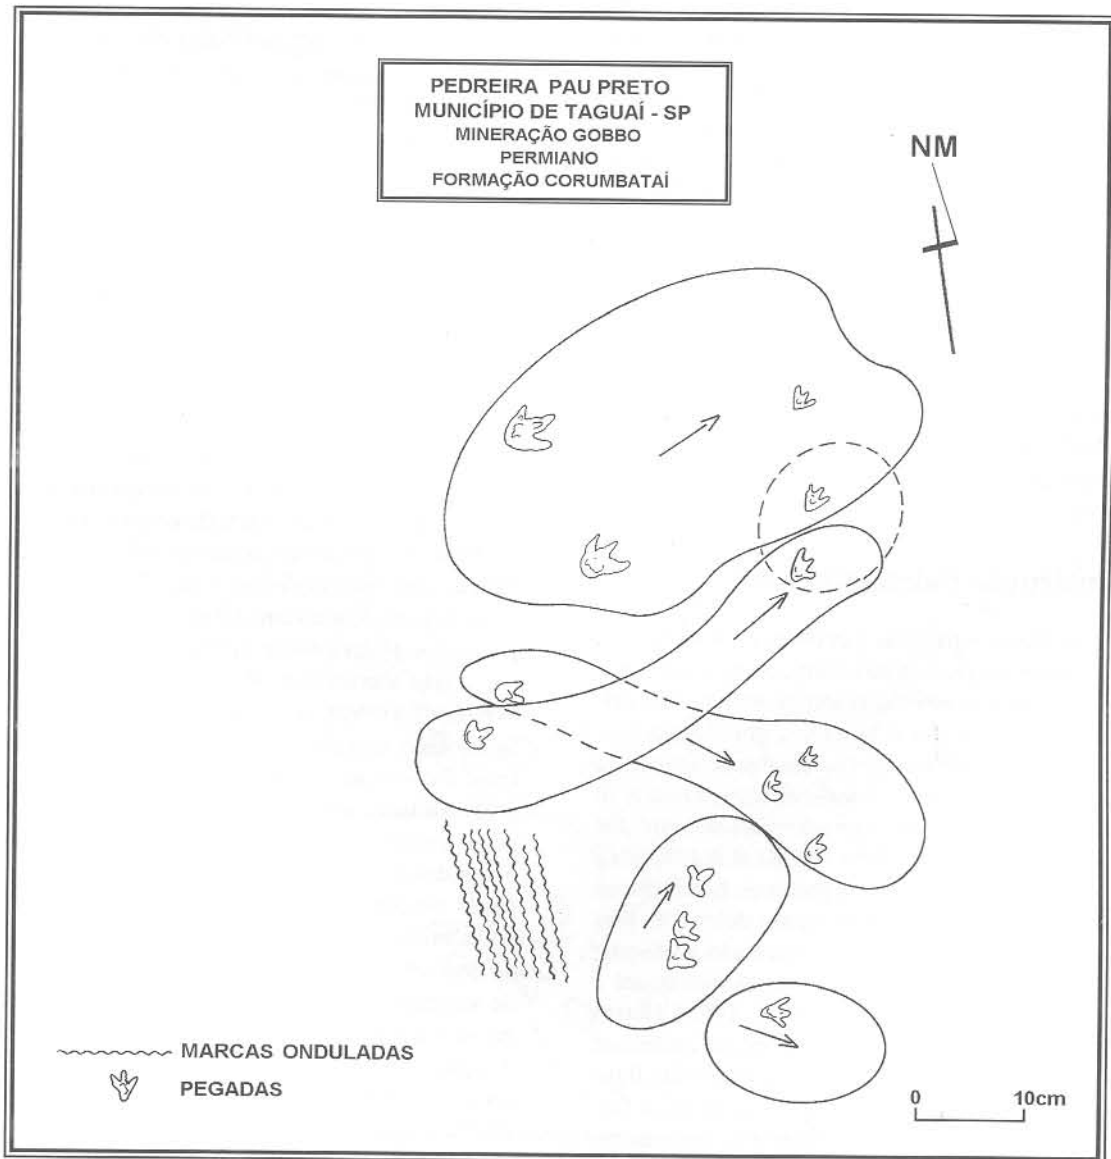 PEDREIRA PAU PRETO
MUNICÍPIO DE TAGUAÍ - SP
MINERAÇÃO GOBBO
PERMIANO
FORMAÇÃO CORUMBATAÍ
NM
MARCAS ONDULADAS
PEGADAS
0 10cm